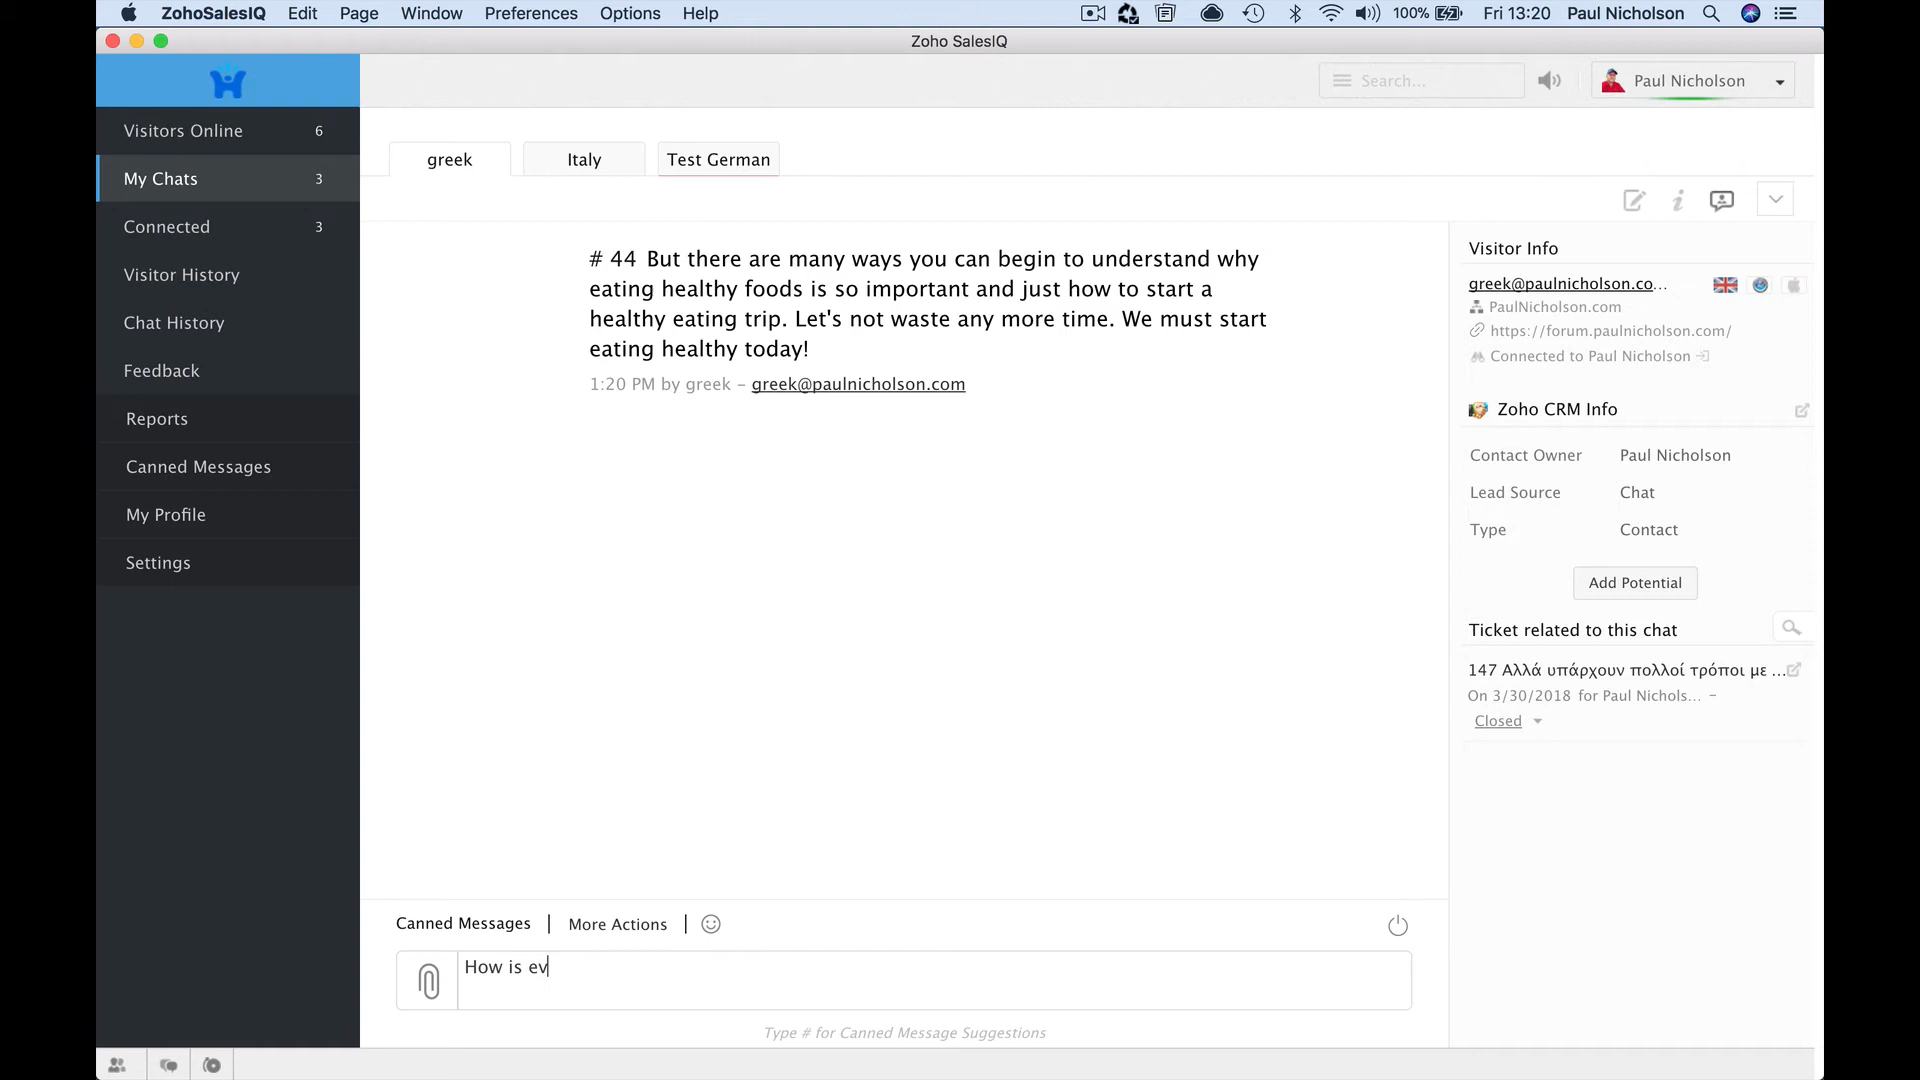 ZohoSalesIQ Edit Page Window Preferences Options Help 100% Fri 13:20 Paul Nicholson
Zoho SalesIQ
Search... Paul Nicholson
Visitors Online 6
My Chats 3
Connected 3
Visitor History
Chat History
Feedback
Reports
Canned Messages
My Profile
Settings
greek Italy Test German
# 44 But there are many ways you can begin to understand why
eating healthy foods is so important and just how to start a
healthy eating trip. Let's not waste any more time. We must start
eating healthy today!
1:20 PM by greek – greek@paulnicholson.com
Canned Messages | More Actions |
How is ev
Type # for Canned Message Suggestions
Visitor Info
greek@paulnicholson.co...
PaulNicholson.com
https://forum.paulnicholson.com/
Connected to Paul Nicholson
Zoho CRM Info
Contact Owner Paul Nicholson
Lead Source Chat
Type Contact
Add Potential
Ticket related to this chat
147 Αλλά υπάρχουν πολλοί τρόποι με ...
On 3/30/2018 for Paul Nichols... –
Closed